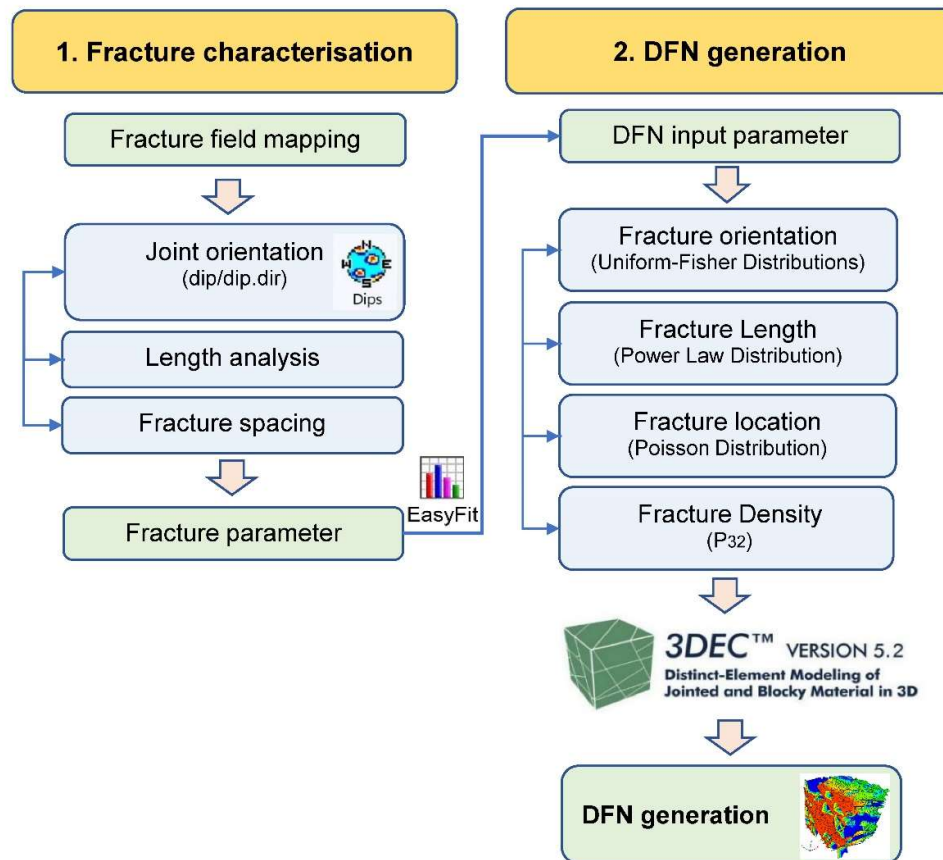 1. Fracture characterisation
Fracture field mapping
Joint orientation
(dip/dip.dir)
N
W E
S
Dips
Length analysis
Fracture spacing
Fracture parameter
EasyFit
2. DFN generation
DFN input parameter
Fracture orientation
(Uniform-Fisher Distributions)
Fracture Length
(Power Law Distribution)
Fracture location
(Poisson Distribution)
Fracture Density
(P32)
3DEC™ VERSION 5.2
Distinct-Element Modeling of
Jointed and Blocky Material in 3D
DFN generation